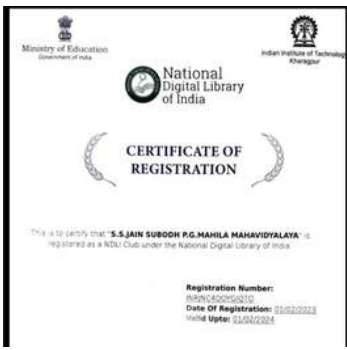 Ministry of Education
Government of India
Indian Institute of Technology
Kharagpur
National
Digital Library
of India
CERTIFICATE OF
REGISTRATION
This is to certify that "S.S.JAIN SUBODH P.G.MAHILA MAHAVIDYALAYA" is
registered as a NDLI Club under the National Digital Library of India
Registration Number:
Date Of Registration: 01/02/2023
Valid Upto: 01/02/2024